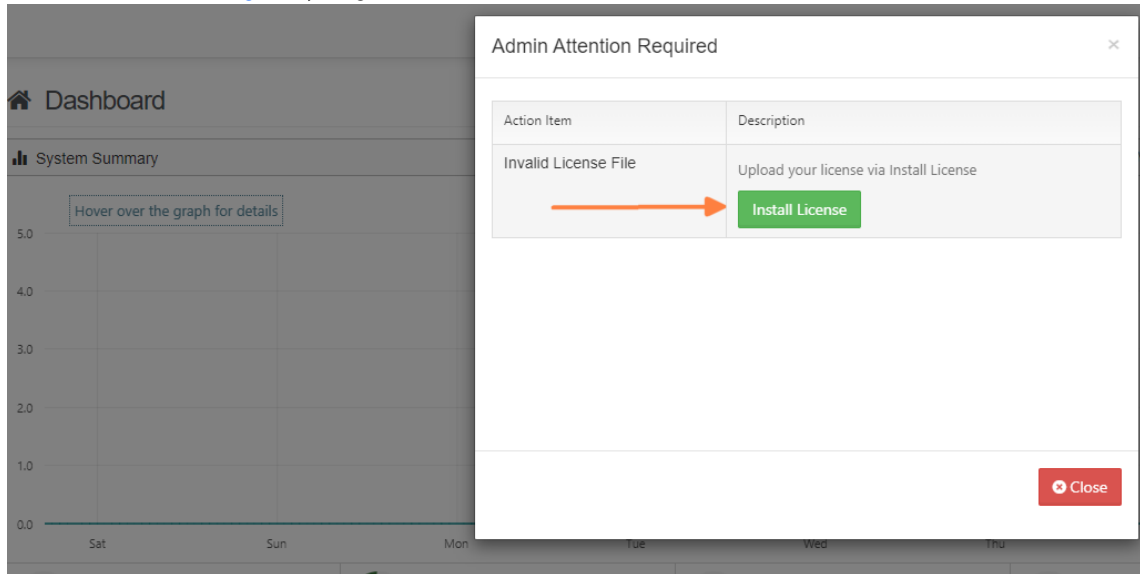 Admin Attention Required
×
Dashboard
System Summary
Hover over the graph for details
5.0
4.0
3.0
2.0
1.0
0.0
Sat
Sun
Mon
Tue
Wed
Thu
Action Item
Description
Invalid License File
Upload your license via Install License
Install License
Close